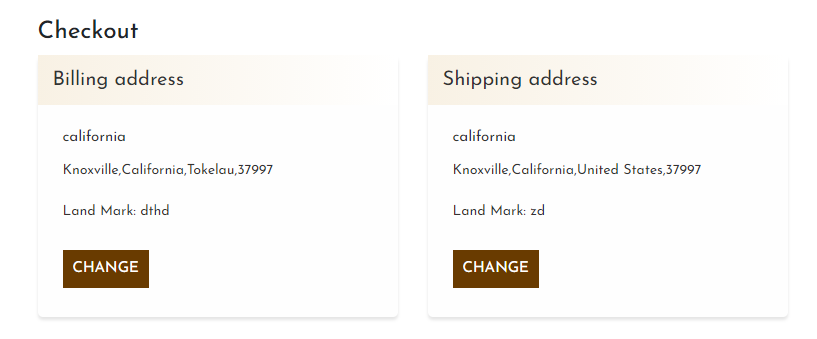 Checkout
Billing address
california
Knoxville,California,Tokelau,37997
Land Mark: dthd
CHANGE
Shipping address
california
Knoxville,California,United States,37997
Land Mark: zd
CHANGE